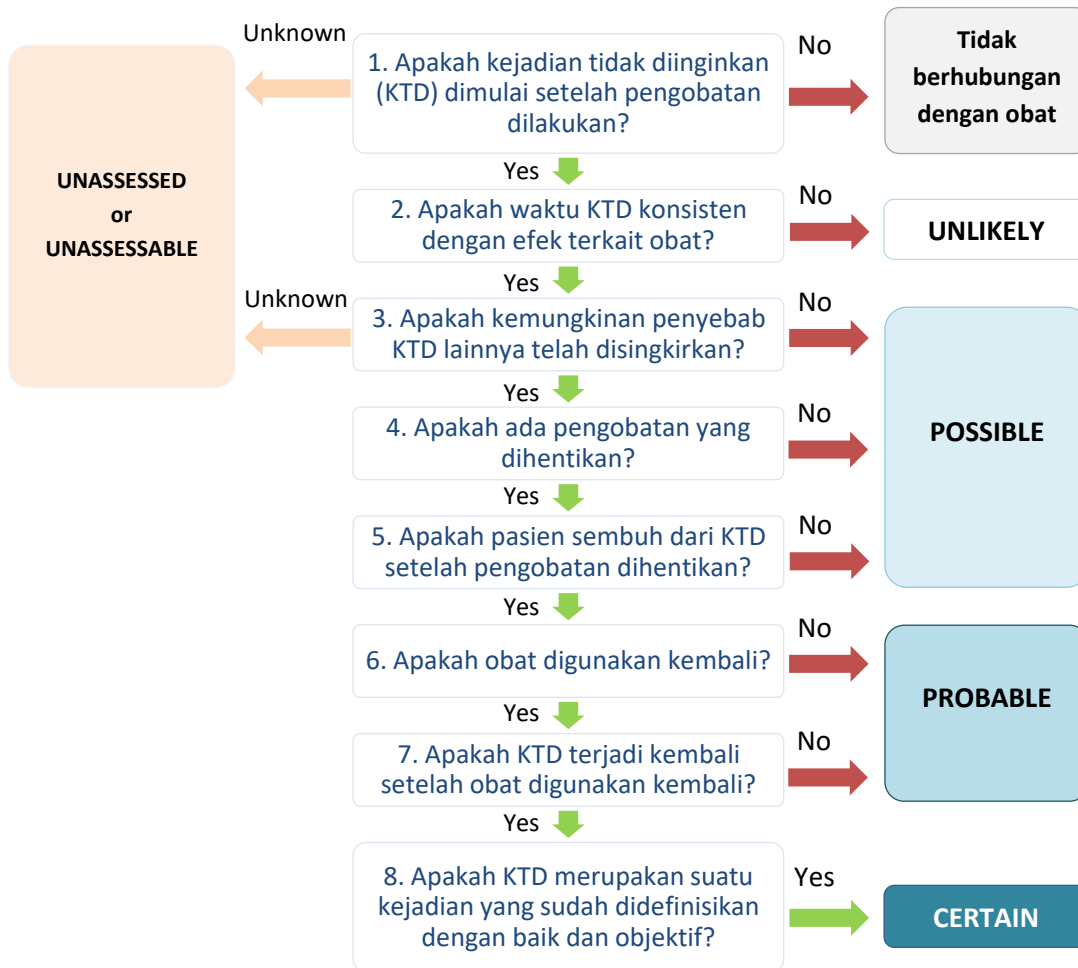 Unknown
1. Apakah kejadian tidak diinginkan
(KTD) dimulai setelah pengobatan
dilakukan?
No
Tidak
berhubungan
dengan obat
UNASSESSED
or
UNASSESSABLE
Yes
2. Apakah waktu KTD konsisten
dengan efek terkait obat?
No
UNLIKELY
Yes
Unknown
3. Apakah kemungkinan penyebab
KTD lainnya telah disingkirkan?
No
Yes
4. Apakah ada pengobatan yang
dihentikan?
No
POSSIBLE
Yes
5. Apakah pasien sembuh dari KTD
setelah pengobatan dihentikan?
No
Yes
6. Apakah obat digunakan kembali?
No
PROBABLE
Yes
7. Apakah KTD terjadi kembali
setelah obat digunakan kembali?
No
Yes
8. Apakah KTD merupakan suatu
kejadian yang sudah didefinisikan
dengan baik dan objektif?
Yes
CERTAIN